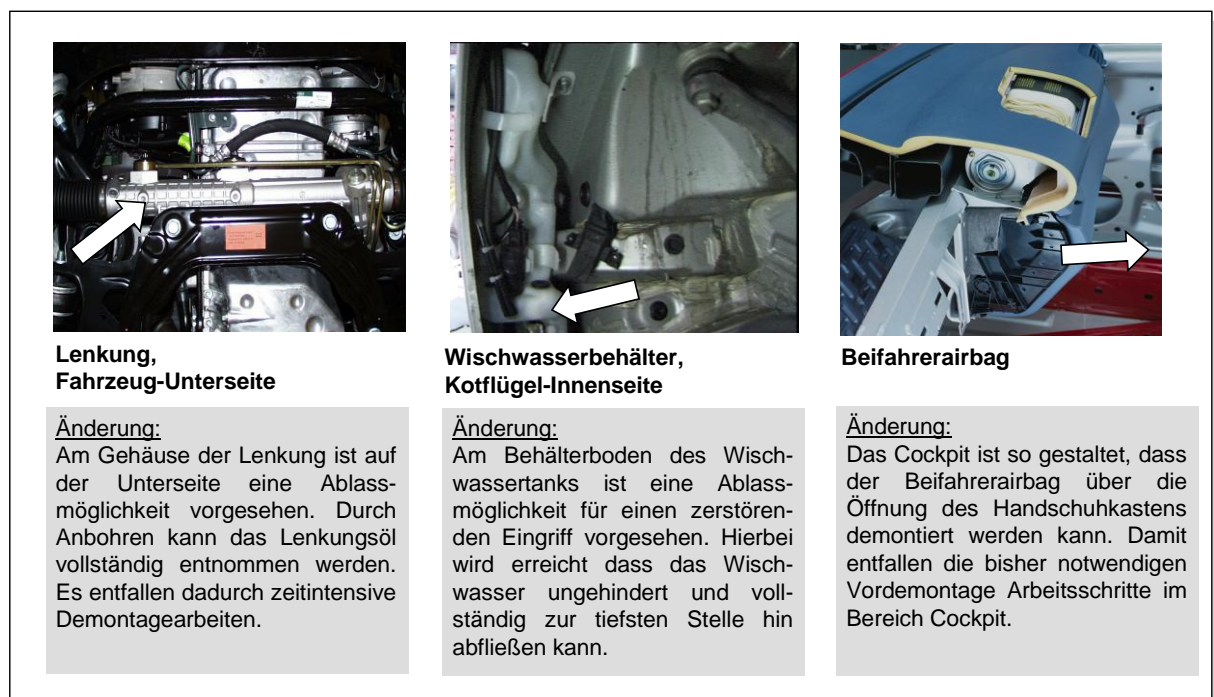 Lenkung,
Fahrzeug-Unterseite
Änderung:
Am Gehäuse der Lenkung ist auf
der Unterseite eine Ablass-
möglichkeit vorgesehen. Durch
Anbohren kann das Lenkungsöl
vollständig entnommen werden.
Es entfallen dadurch zeitintensive
Demontagearbeiten.
Wischwasserbehälter,
Kotflügel-Innenseite
Änderung:
Am Behälterboden des Wisch-
wassertanks ist eine Ablass-
möglichkeit für einen zerstören-
den Eingriff vorgesehen. Hierbei
wird erreicht dass das Wisch-
wasser ungehindert und voll-
ständig zur tiefsten Stelle hin
abfließen kann.
Beifahrerairbag
Änderung:
Das Cockpit ist so gestaltet, dass
der Beifahrerairbag über die
Öffnung des Handschuhkastens
demontiert werden kann. Damit
entfallen die bisher notwendigen
Vordemontage Arbeitsschritte im
Bereich Cockpit.